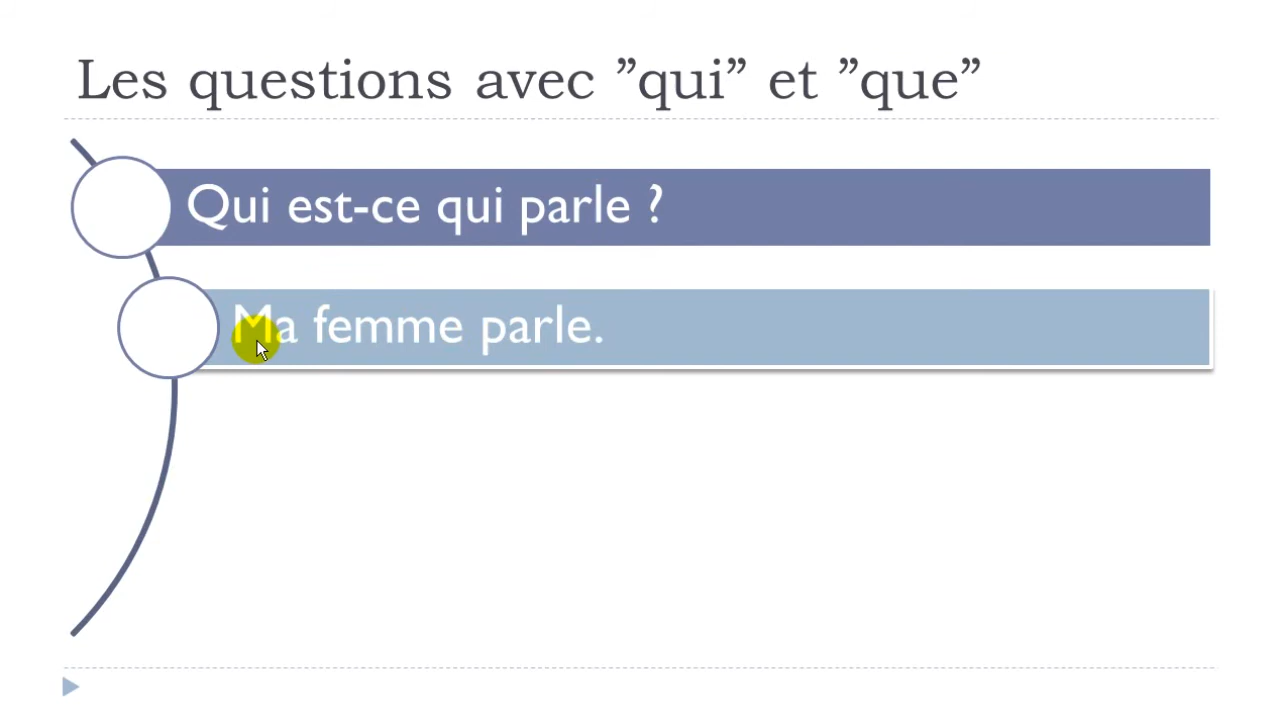 Les questions avec ”qui” et ”que”
Qui est-ce qui parle ?
Ma femme parle.